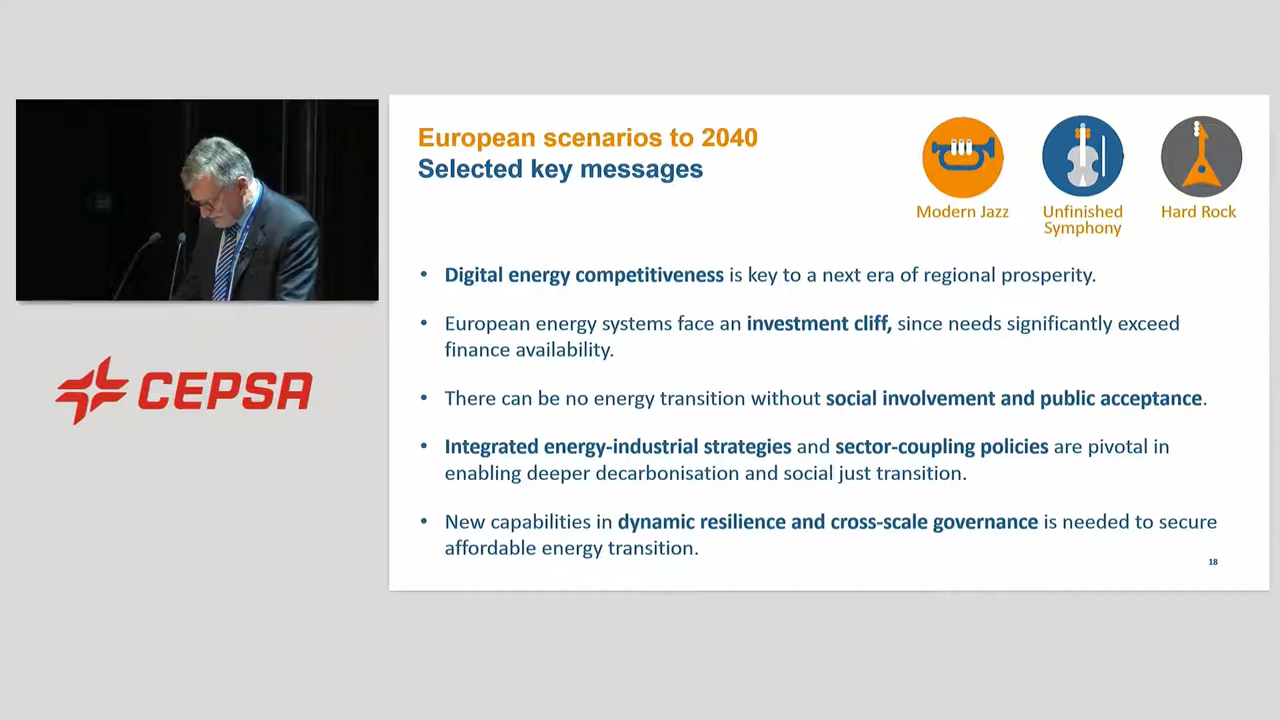 European scenarios to 2040
Selected key messages
Modern Jazz
Unfinished
Symphony
Hard Rock
CEPSA
• Digital energy competitiveness is key to a next era of regional prosperity.
• European energy systems face an investment cliff, since needs significantly exceed
finance availability.
• There can be no energy transition without social involvement and public acceptance.
• Integrated energy-industrial strategies and sector-coupling policies are pivotal in
enabling deeper decarbonisation and social just transition.
• New capabilities in dynamic resilience and cross-scale governance is needed to secure
affordable energy transition.
18